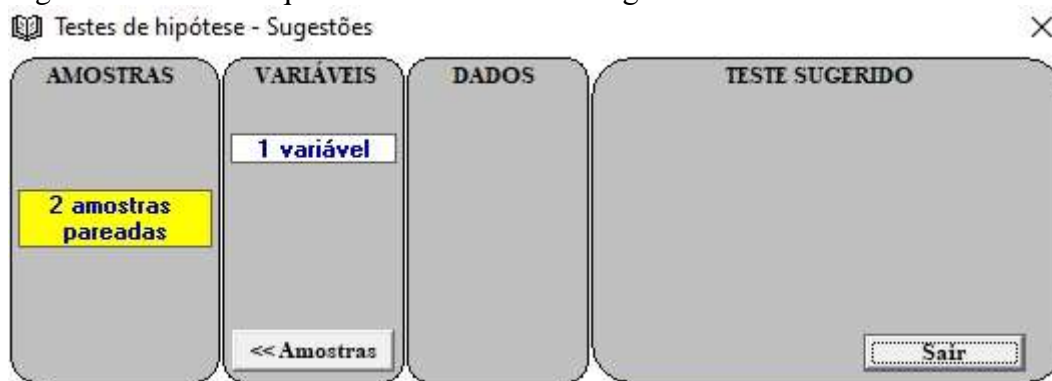 Testes de hipótese - Sugestões
AMOSTRAS
VARIÁVEIS
DADOS
TESTE SUGERIDO
1 variável
2 amostras
pareadas
<< Amostras
Sair